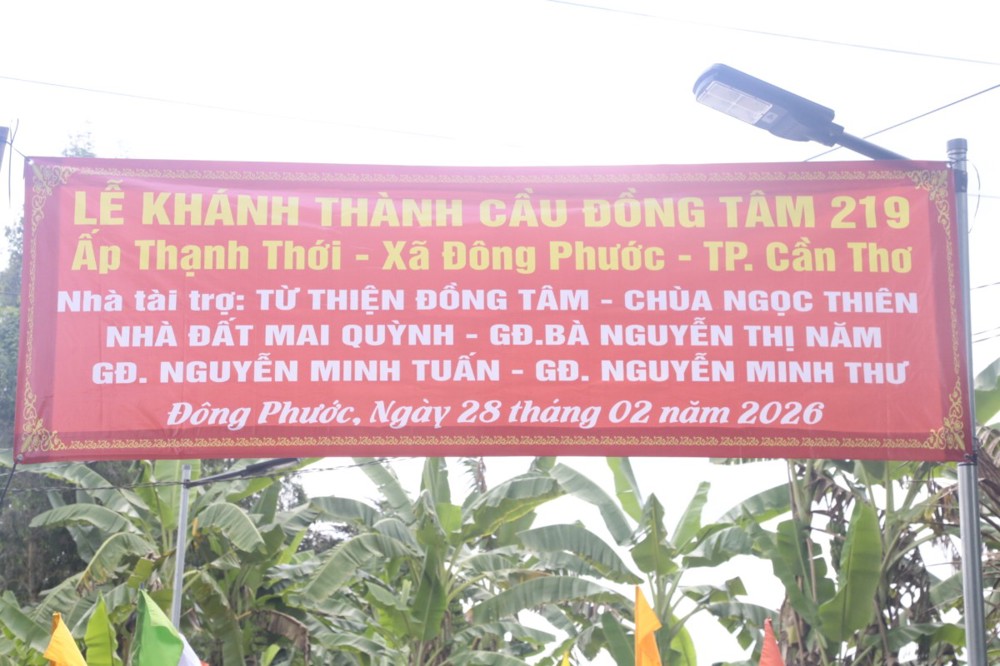 LỄ KHÁNH THÀNH CẦU ĐỒNG TÂM 219
Ấp Thạnh Thới - Xã Đông Phước - TP. Cần Thơ
Nhà tài trợ: TỪ THIỆN ĐỒNG TÂM - CHÙA NGỌC THIÊN
NHÀ ĐẤT MAI QUỲNH - GĐ.BÀ NGUYỄN THỊ NĂM
GĐ. NGUYỄN MINH TUẤN - GĐ. NGUYỄN MINH THƯ
Đông Phước, Ngày 28 tháng 02 năm 2026